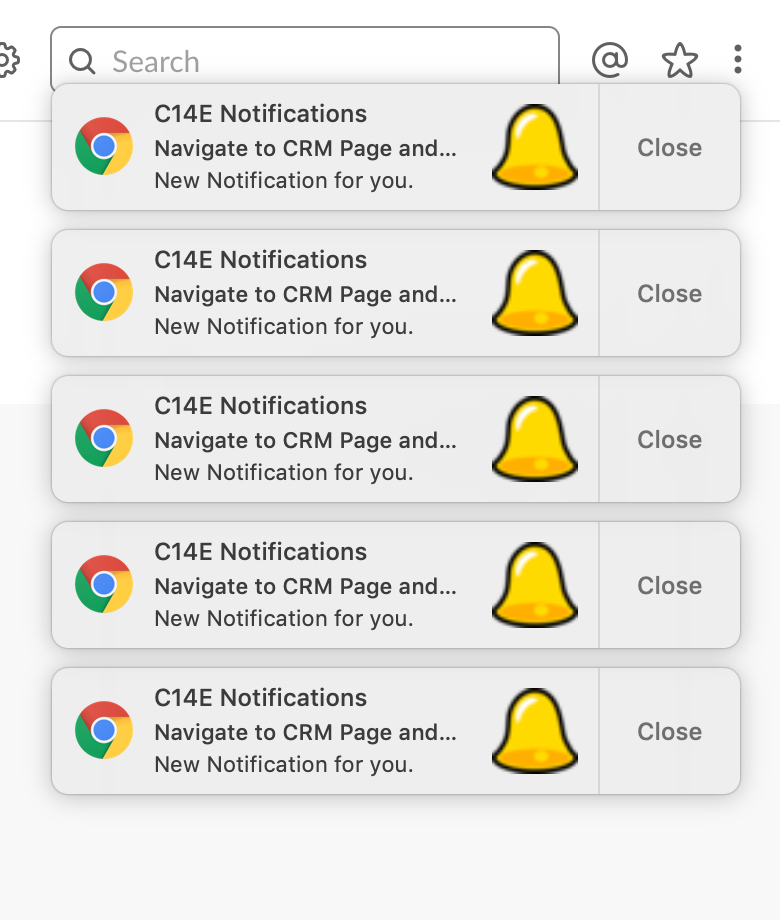 Search
C14E Notifications
Navigate to CRM Page and...
New Notification for you.
Close
C14E Notifications
Navigate to CRM Page and...
New Notification for you.
Close
C14E Notifications
Navigate to CRM Page and...
New Notification for you.
Close
C14E Notifications
Navigate to CRM Page and...
New Notification for you.
Close
C14E Notifications
Navigate to CRM Page and...
New Notification for you.
Close